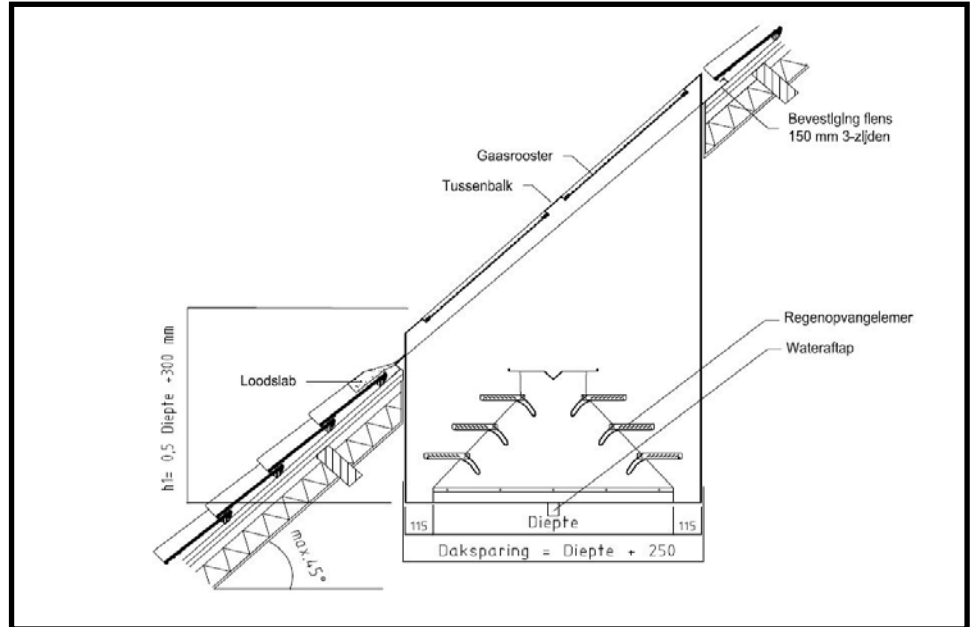 Bevestiging flens
150 mm 3-zijden
Gaasrooster
Tussenbalk
Regenopvangelemer
Wateraftap
Loodslab
h1= 0,5 Diepte +300 mm
115
Diepte
115
Daksparing = Diepte + 250
max.45°